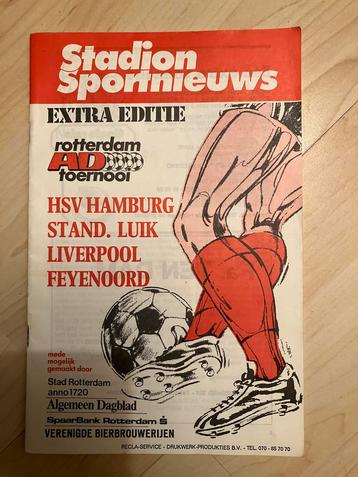 Stadion
Sportnieuws
EXTRA EDITIE
rotterdam
AD
toernooi
HSV HAMBURG
STAND. LUIK
LIVERPOOL
FEYENOORD
mede
mogelijk
gemaakt door
Stad Rotterdam
anno 1720
Algemeen Dagblad
SpaarBank Rotterdam S
VERENIGDE BIERBROUWERIJEN
RECLA-SERVICE - DRUKWERK-PRODUKTIES B.V. - TEL. 070 - 85 70 70